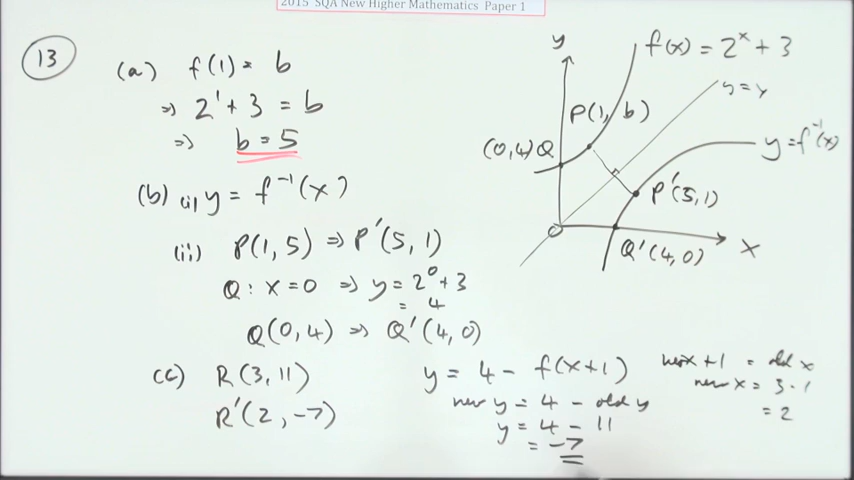 2015 SQA New Higher Mathematics Paper 1
13
(a) f(1) = b
⇒ 2¹ + 3 = b
⇒ b = 5
(b) (i) y = f⁻¹(x)
(ii) P(1, 5) ⇒ P'(5, 1)
Q : x = 0 ⇒ y = 2⁰ + 3
= 4
Q(0, 4) ⇒ Q'(4, 0)
(c) R(3, 11)
R'(2, -7)
y
f(x) = 2ˣ + 3
y = x
P(1, b)
(0,4) Q
y = f⁻¹(x)
P'(5, 1)
O
x
Q'(4, 0)
y = 4 - f(x+1)
new y = 4 - old y
y = 4 - 11
= -7
new x + 1 = old x
new x = 3 - 1
= 2